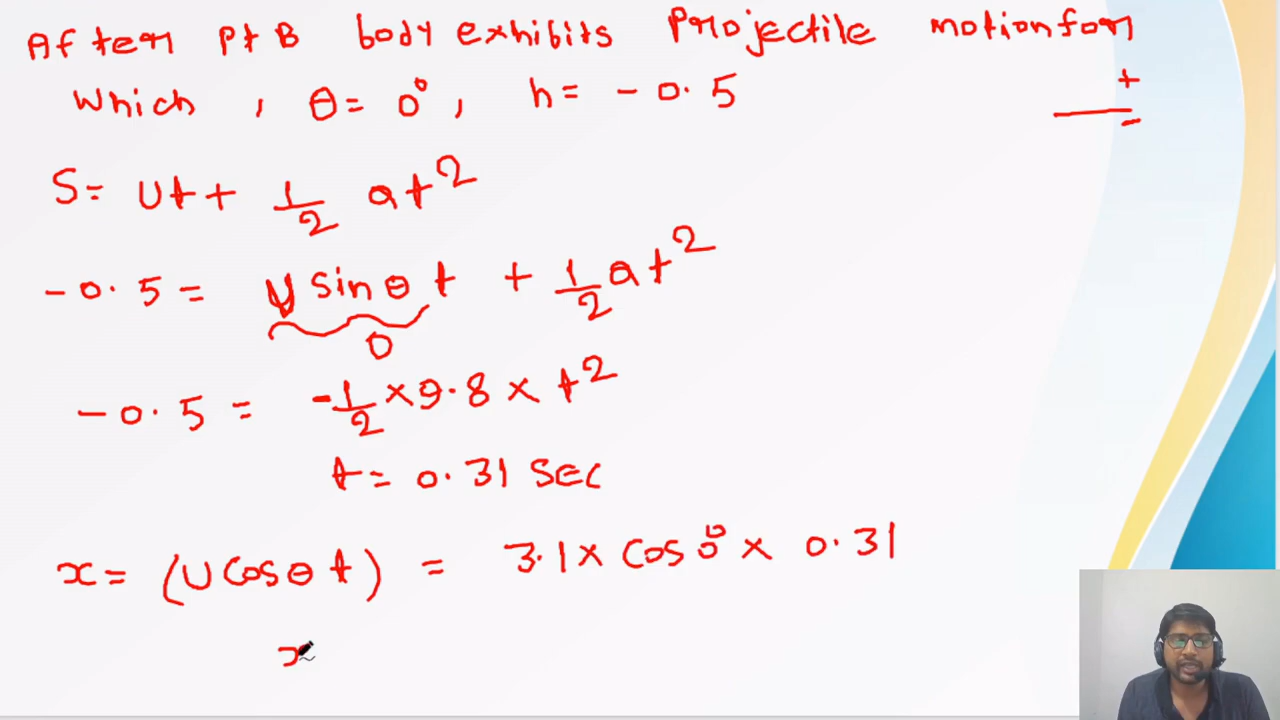 After pt B body exhibits Projectile motion for
which , θ= 0° , h= - 0.5
+
-
S= Ut + 1/2 at²
-0.5 = U sin θ t + 1/2 at²
0
-0.5 = -1/2 ×9.8 × t²
t= 0.31 SEC
x= (U Cosθ t) = 3.1 × Cos 0° × 0.31
x